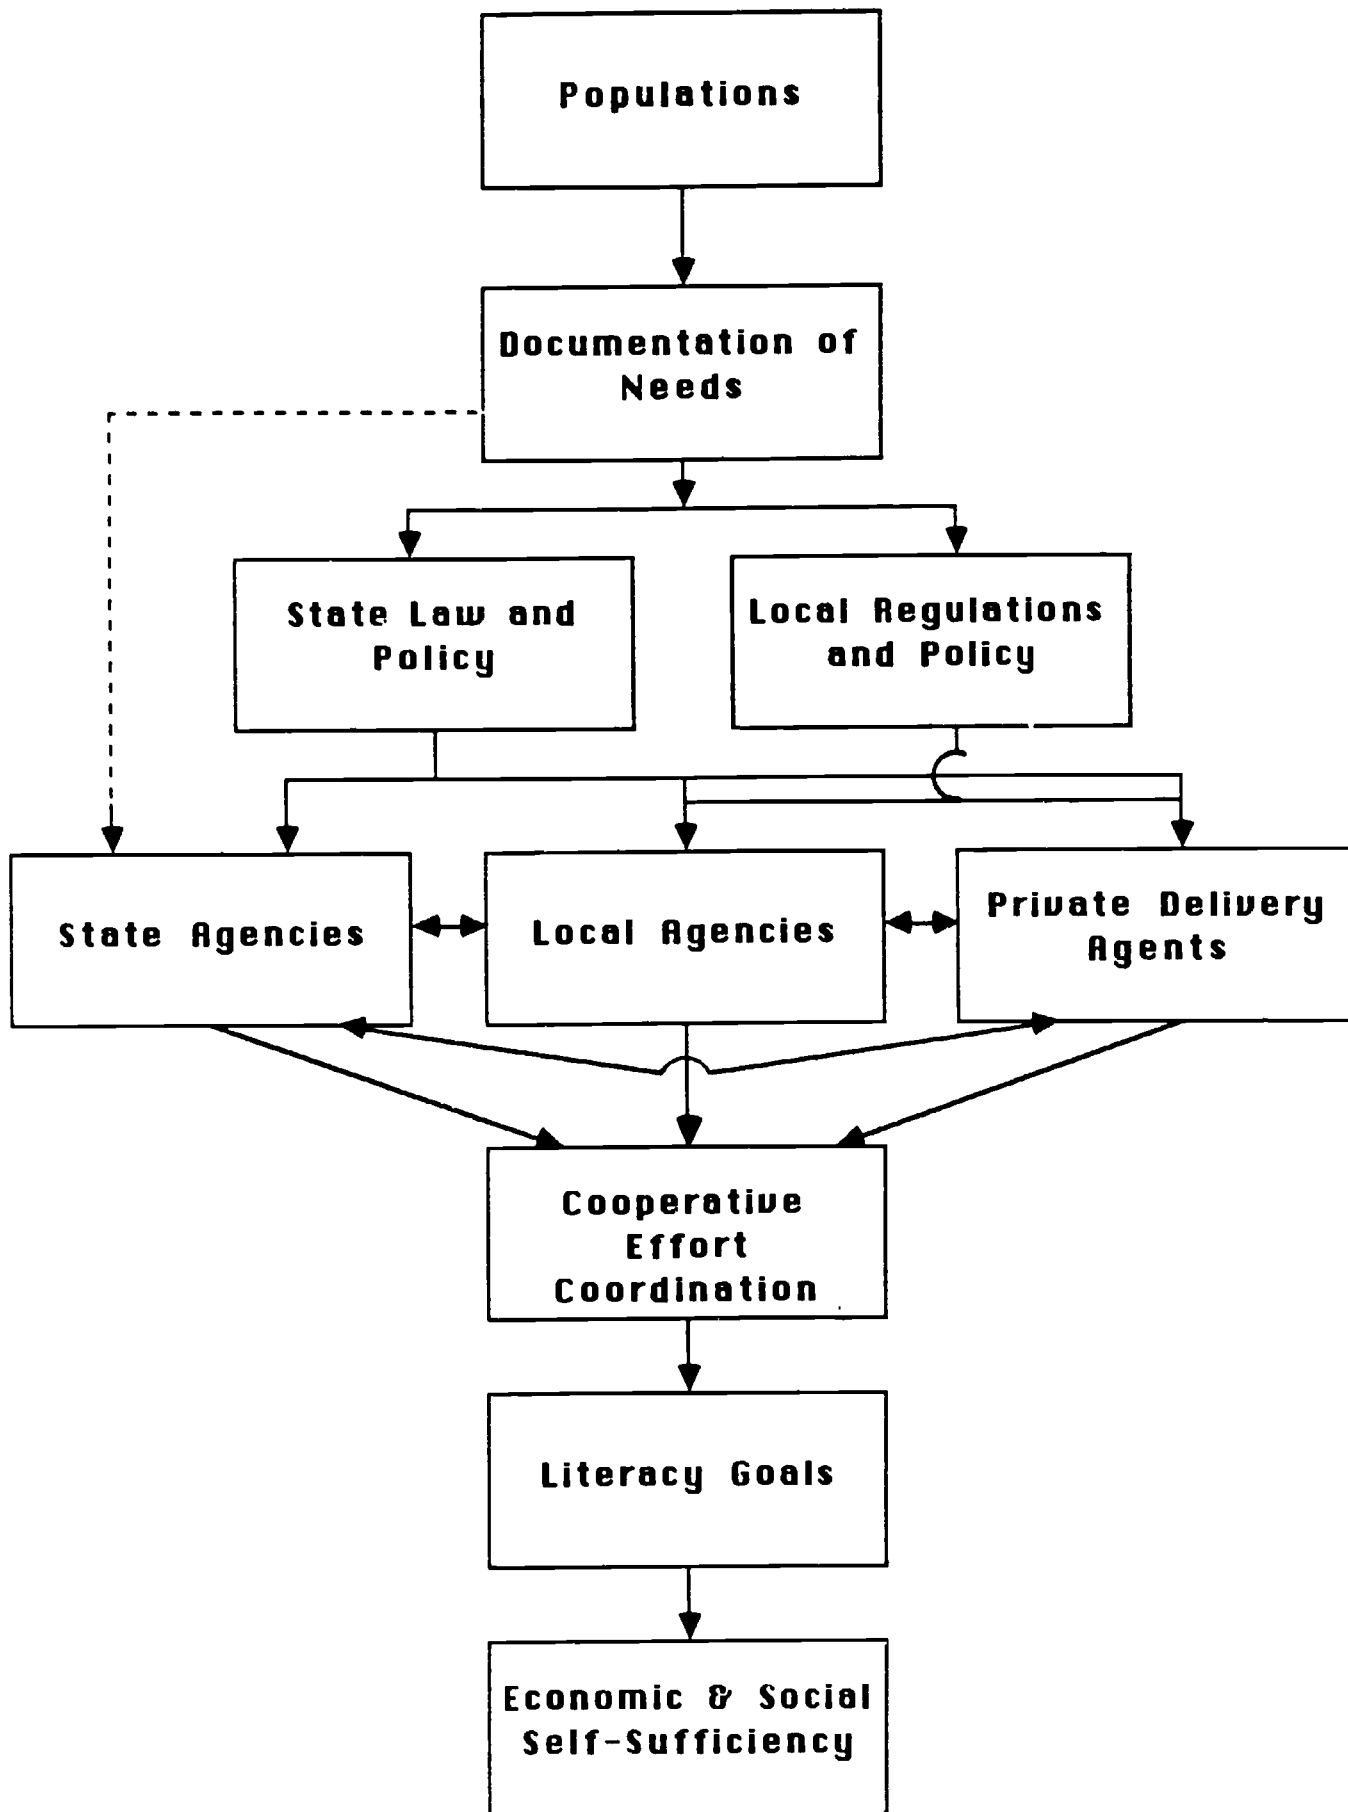 Populations
Documentation of
Needs
State Law and
Policy
Local Regulations
and Policy
State Agencies
Local Agencies
Private Delivery
Agents
Cooperative
Effort
Coordination
Literacy Goals
Economic & Social
Self-Sufficiency